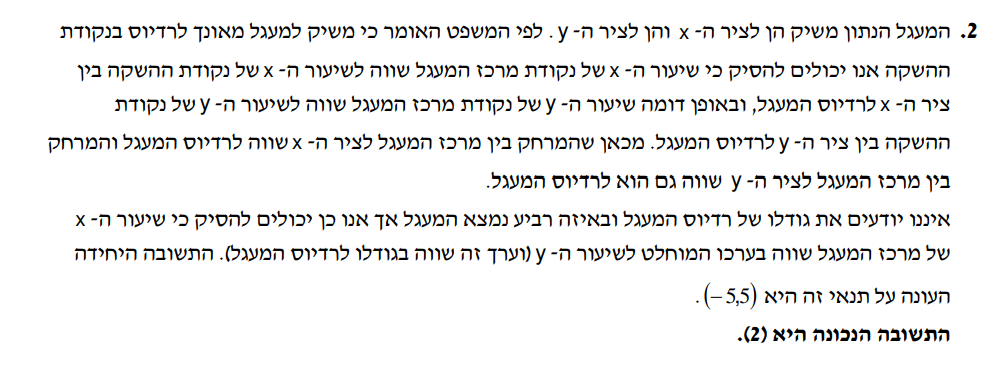 2. המעגל הנתון משיק הן לציר ה- x והן לציר ה- y . לפי המשפט האומר כי משיק למעגל מאונך לרדיוס בנקודת
ההשקה אנו יכולים להסיק כי שיעור ה- x של נקודת מרכז המעגל שווה לשיעור ה- x של נקודת ההשקה בין
ציר ה- x לרדיוס המעגל, ובאופן דומה שיעור ה- y של נקודת מרכז המעגל שווה לשיעור ה- y של נקודת
ההשקה בין ציר ה- y לרדיוס המעגל. מכאן שהמרחק בין מרכז המעגל לציר ה- x שווה לרדיוס המעגל והמרחק
בין מרכז המעגל לציר ה- y שווה גם הוא לרדיוס המעגל.
איננו יודעים את גודלו של רדיוס המעגל ובאיזה רביע נמצא המעגל אך אנו כן יכולים להסיק כי שיעור ה- x
של מרכז המעגל שווה בערכו המוחלט לשיעור ה- y (וערך זה שווה בגודלו לרדיוס המעגל). התשובה היחידה
העונה על תנאי זה היא (−5,5) .
התשובה הנכונה היא (2).